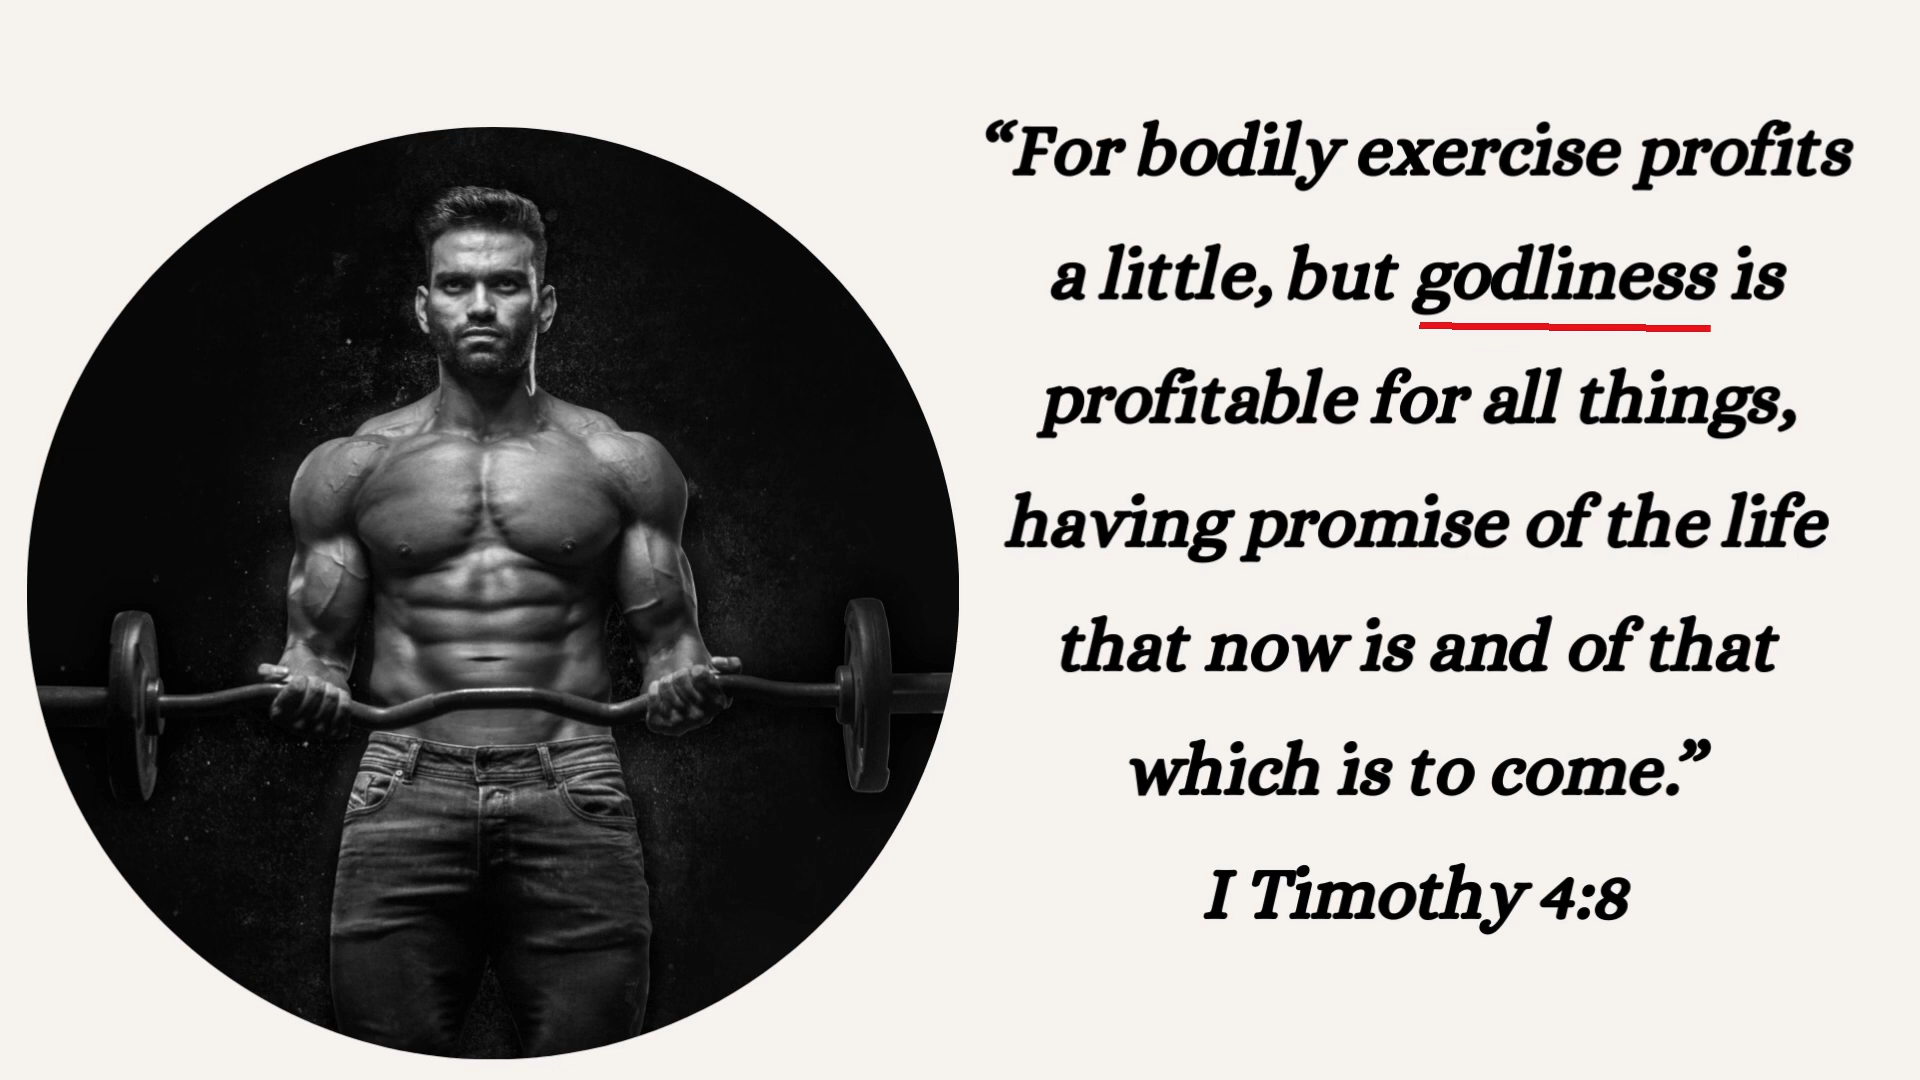 “For bodily exercise profits
a little, but godliness is
profitable for all things,
having promise of the life
that now is and of that
which is to come.”
I Timothy 4:8